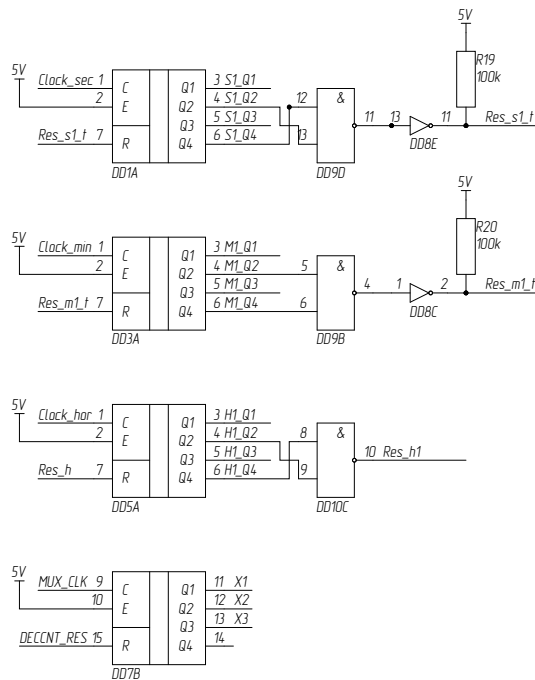 5V
R19
100k
5V
Clock_sec 1
2
Res_s1_t 7
C
E
R
Q1
Q2
Q3
Q4
3 S1_Q1
4 S1_Q2
5 S1_Q3
6 S1_Q4
DD1A
12
13
&
DD9D
11
13
11
DD8E
Res_s1_t
5V
R20
100k
5V
Clock_min 1
2
Res_m1_t 7
C
E
R
Q1
Q2
Q3
Q4
3 M1_Q1
4 M1_Q2
5 M1_Q3
6 M1_Q4
DD3A
5
6
&
DD9B
4
1
2
DD8C
Res_m1_t
5V
Clock_hor 1
2
Res_h 7
C
E
R
Q1
Q2
Q3
Q4
3 H1_Q1
4 H1_Q2
5 H1_Q3
6 H1_Q4
DD5A
8
9
&
DD10C
10 Res_h1
5V
MUX_CLK 9
10
DECCNT_RES 15
C
E
R
Q1
Q2
Q3
Q4
11 X1
12 X2
13 X3
14
DD7B